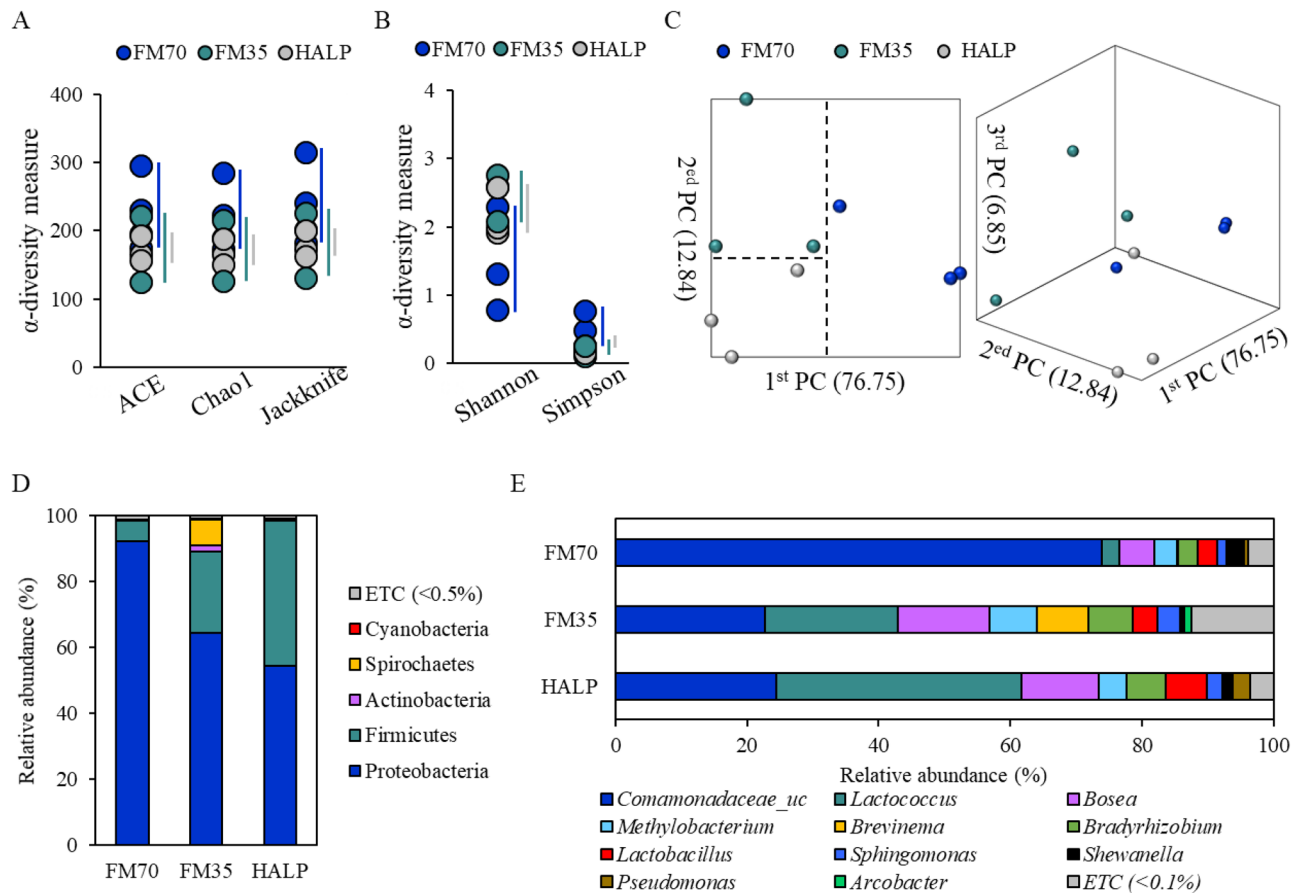 A
FM70 FM35 HALP
α-diversity measure
400
300
200
100
0
ACE
Chao1
Jackknife
B
FM70 FM35 HALP
α-diversity measure
4
3
2
1
0
Shannon
Simpson
C
FM70 FM35 HALP
2ed PC (12.84)
1st PC (76.75)
3rd PC (6.85)
2ed PC (12.84)
1st PC (76.75)
D
Relative abundance (%)
100
80
60
40
20
0
FM70 FM35 HALP
ETC (<0.5%)
Cyanobacteria
Spirochaetes
Actinobacteria
Firmicutes
Proteobacteria
E
FM70
FM35
HALP
0 20 40 60 80 100
Relative abundance (%)
Comamonadaceae_uc Lactococcus Bosea
Methylobacterium Brevinema Bradyrhizobium
Lactobacillus Sphingomonas Shewanella
Pseudomonas Arcobacter ETC (<0.1%)